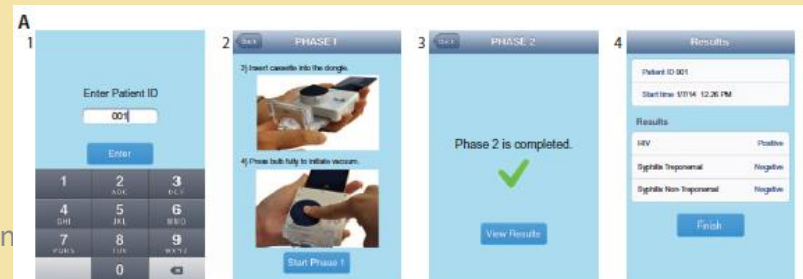 A
1
Enter Patient ID
001
Enter
1
2
ABC
3
DEF
4
GHI
5
JKL
6
MNO
7
PQRS
8
TUV
9
WXYZ
0
2
Back
PHASE 1
3) Insert cassette into the dongle.
4) Press bulb fully to initiate vacuum.
Start Phase 1
3
Back
PHASE 2
Phase 2 is completed.
View Results
4
Results
Patient ID 001
Start time 1/7/14 12:26 PM
Results
HIV Positive
Syphilis Treponemal Negative
Syphilis Non-Treponemal Negative
Finish